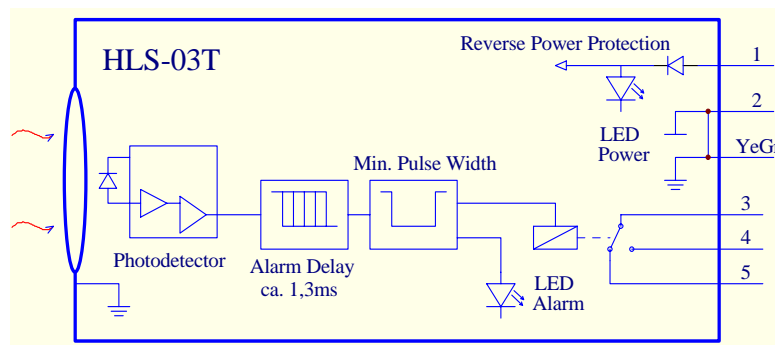 HLS-03T
Reverse Power Protection
1
2
LED
Power
YeGr
Min. Pulse Width
3
4
5
Photodetector
Alarm Delay
ca. 1,3ms
LED
Alarm